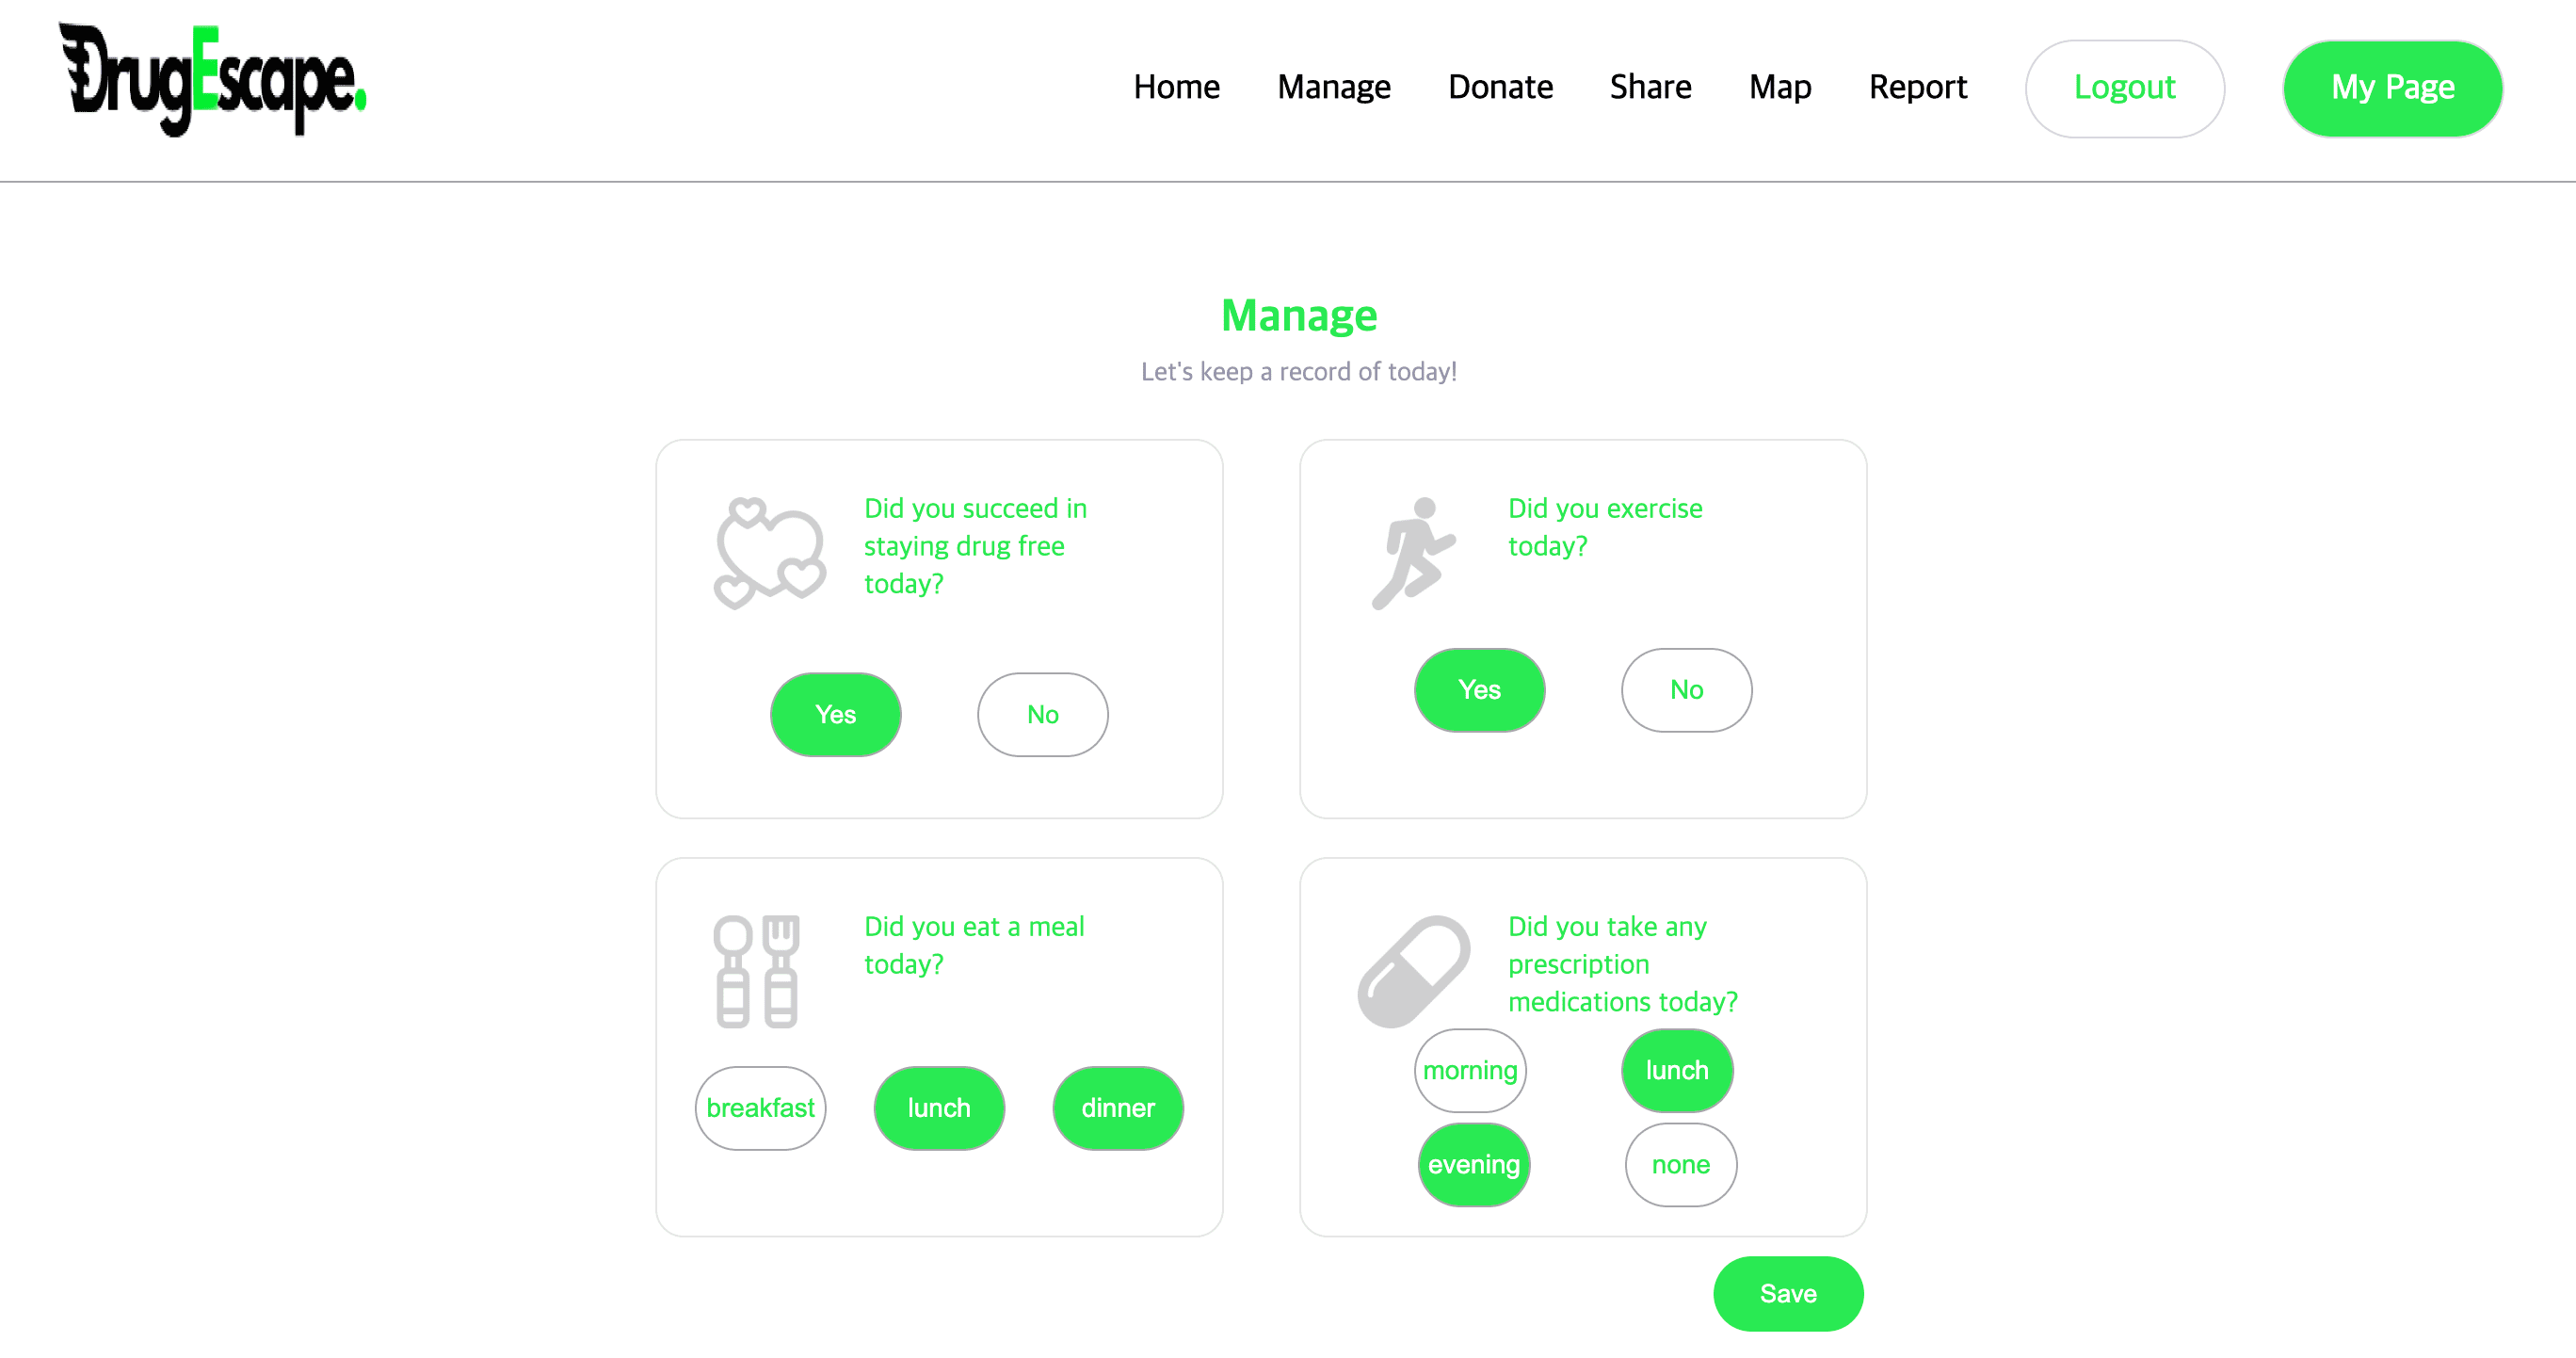 DrugEscape.
Home Manage Donate Share Map Report Logout My Page
Manage
Let's keep a record of today!
Did you succeed in
staying drug free
today?
Yes No
Did you exercise
today?
Yes No
Did you eat a meal
today?
breakfast lunch dinner
Did you take any
prescription
medications today?
morning lunch
evening none
Save